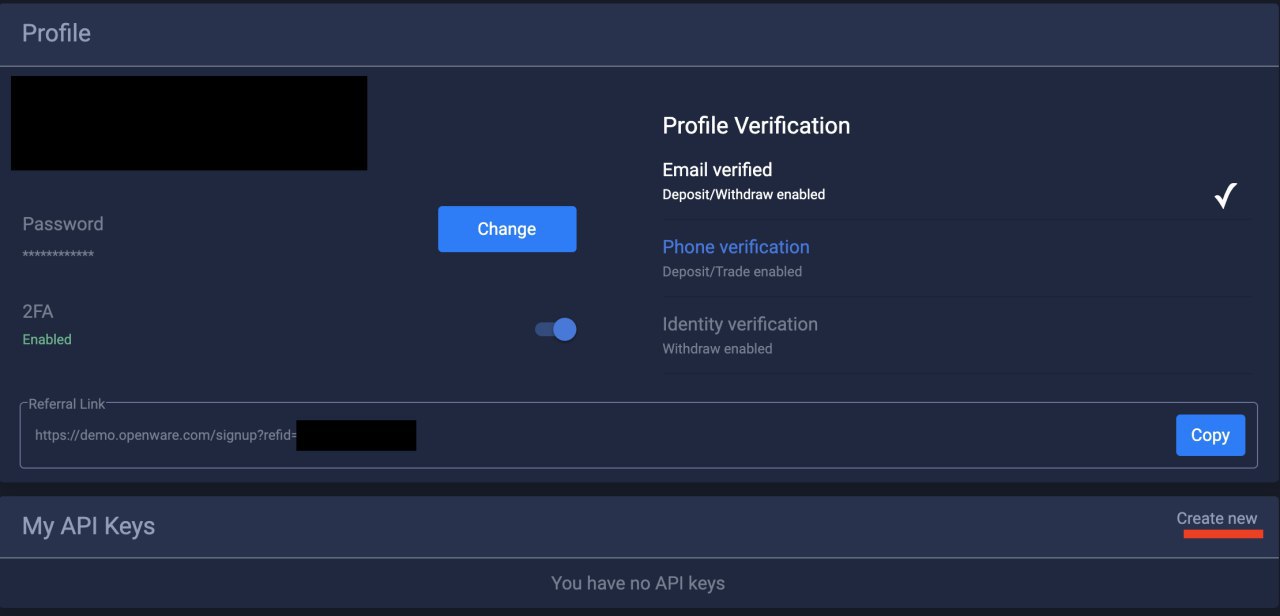 Profile
Password
************
Change
2FA
Enabled
Profile Verification
Email verified
Deposit/Withdraw enabled
Phone verification
Deposit/Trade enabled
Identity verification
Withdraw enabled
Referral Link
https://demo.openware.com/signup?refid=
Copy
My API Keys
Create new
You have no API keys